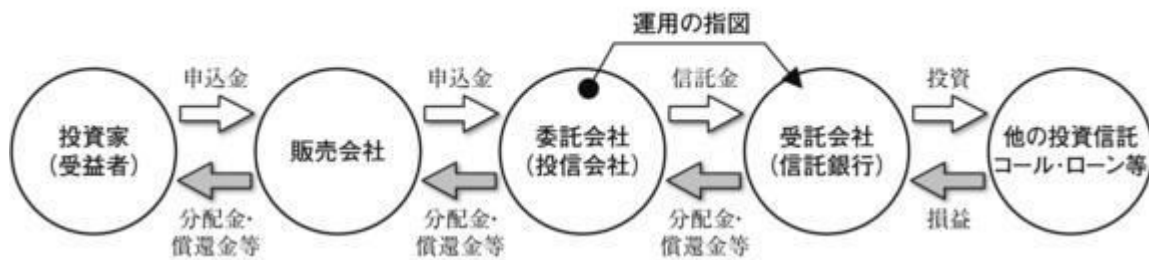 運用の指図
申込金
申込金
信託金
投資
投資家
(受益者)
販売会社
委託会社
(投信会社)
受託会社
(信託銀行)
他の投資信託
コール・ローン等
分配金・
償還金等
分配金・
償還金等
分配金・
償還金等
損益